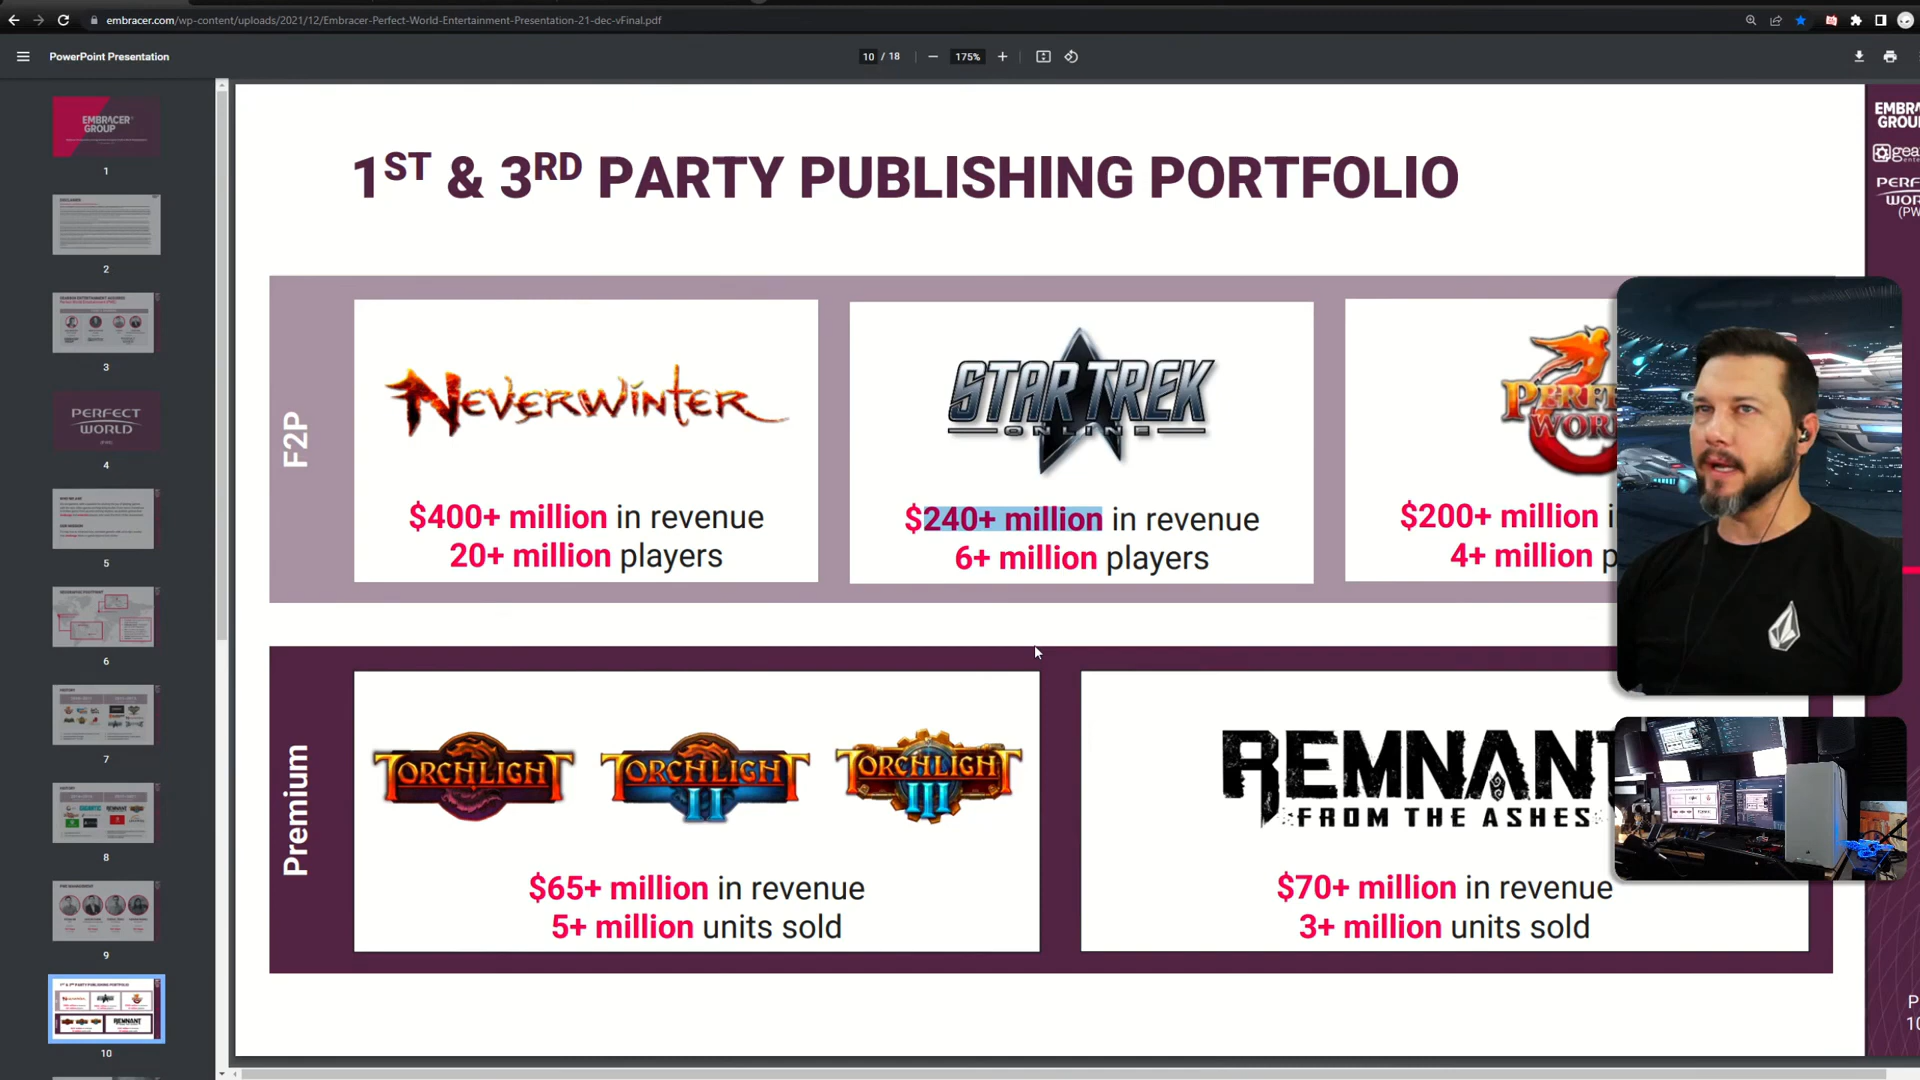 embracer.com/wp-content/uploads/2021/12/Embracer-Perfect-World-Entertainment-Presentation-21-dec-vFinal.pdf
PowerPoint Presentation
10 / 18
175%
EMBRACER GROUP
1
2
3
PERFECT WORLD
4
5
6
7
8
9
10
1ST & 3RD PARTY PUBLISHING PORTFOLIO
F2P
NEVERWINTER
$400+ million in revenue
20+ million players
STAR TREK
ONLINE
$240+ million in revenue
6+ million players
$200+ million
4+ million
Premium
TORCHLIGHT
TORCHLIGHT II
TORCHLIGHT III
$65+ million in revenue
5+ million units sold
REMNANT
FROM THE ASHES
$70+ million in revenue
3+ million units sold